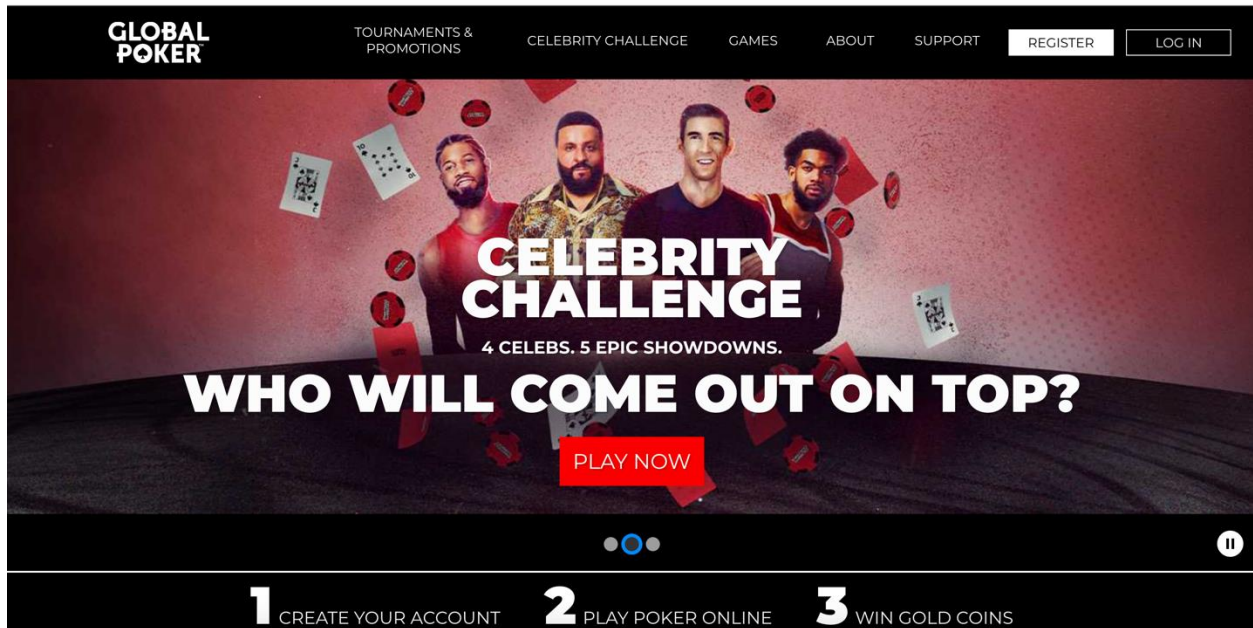 GLOBAL
POKER
TOURNAMENTS &
PROMOTIONS
CELEBRITY CHALLENGE
GAMES
ABOUT
SUPPORT
REGISTER
LOG IN
CELEBRITY
CHALLENGE
4 CELEBS. 5 EPIC SHOWDOWNS.
WHO WILL COME OUT ON TOP?
PLAY NOW
1 CREATE YOUR ACCOUNT
2 PLAY POKER ONLINE
3 WIN GOLD COINS